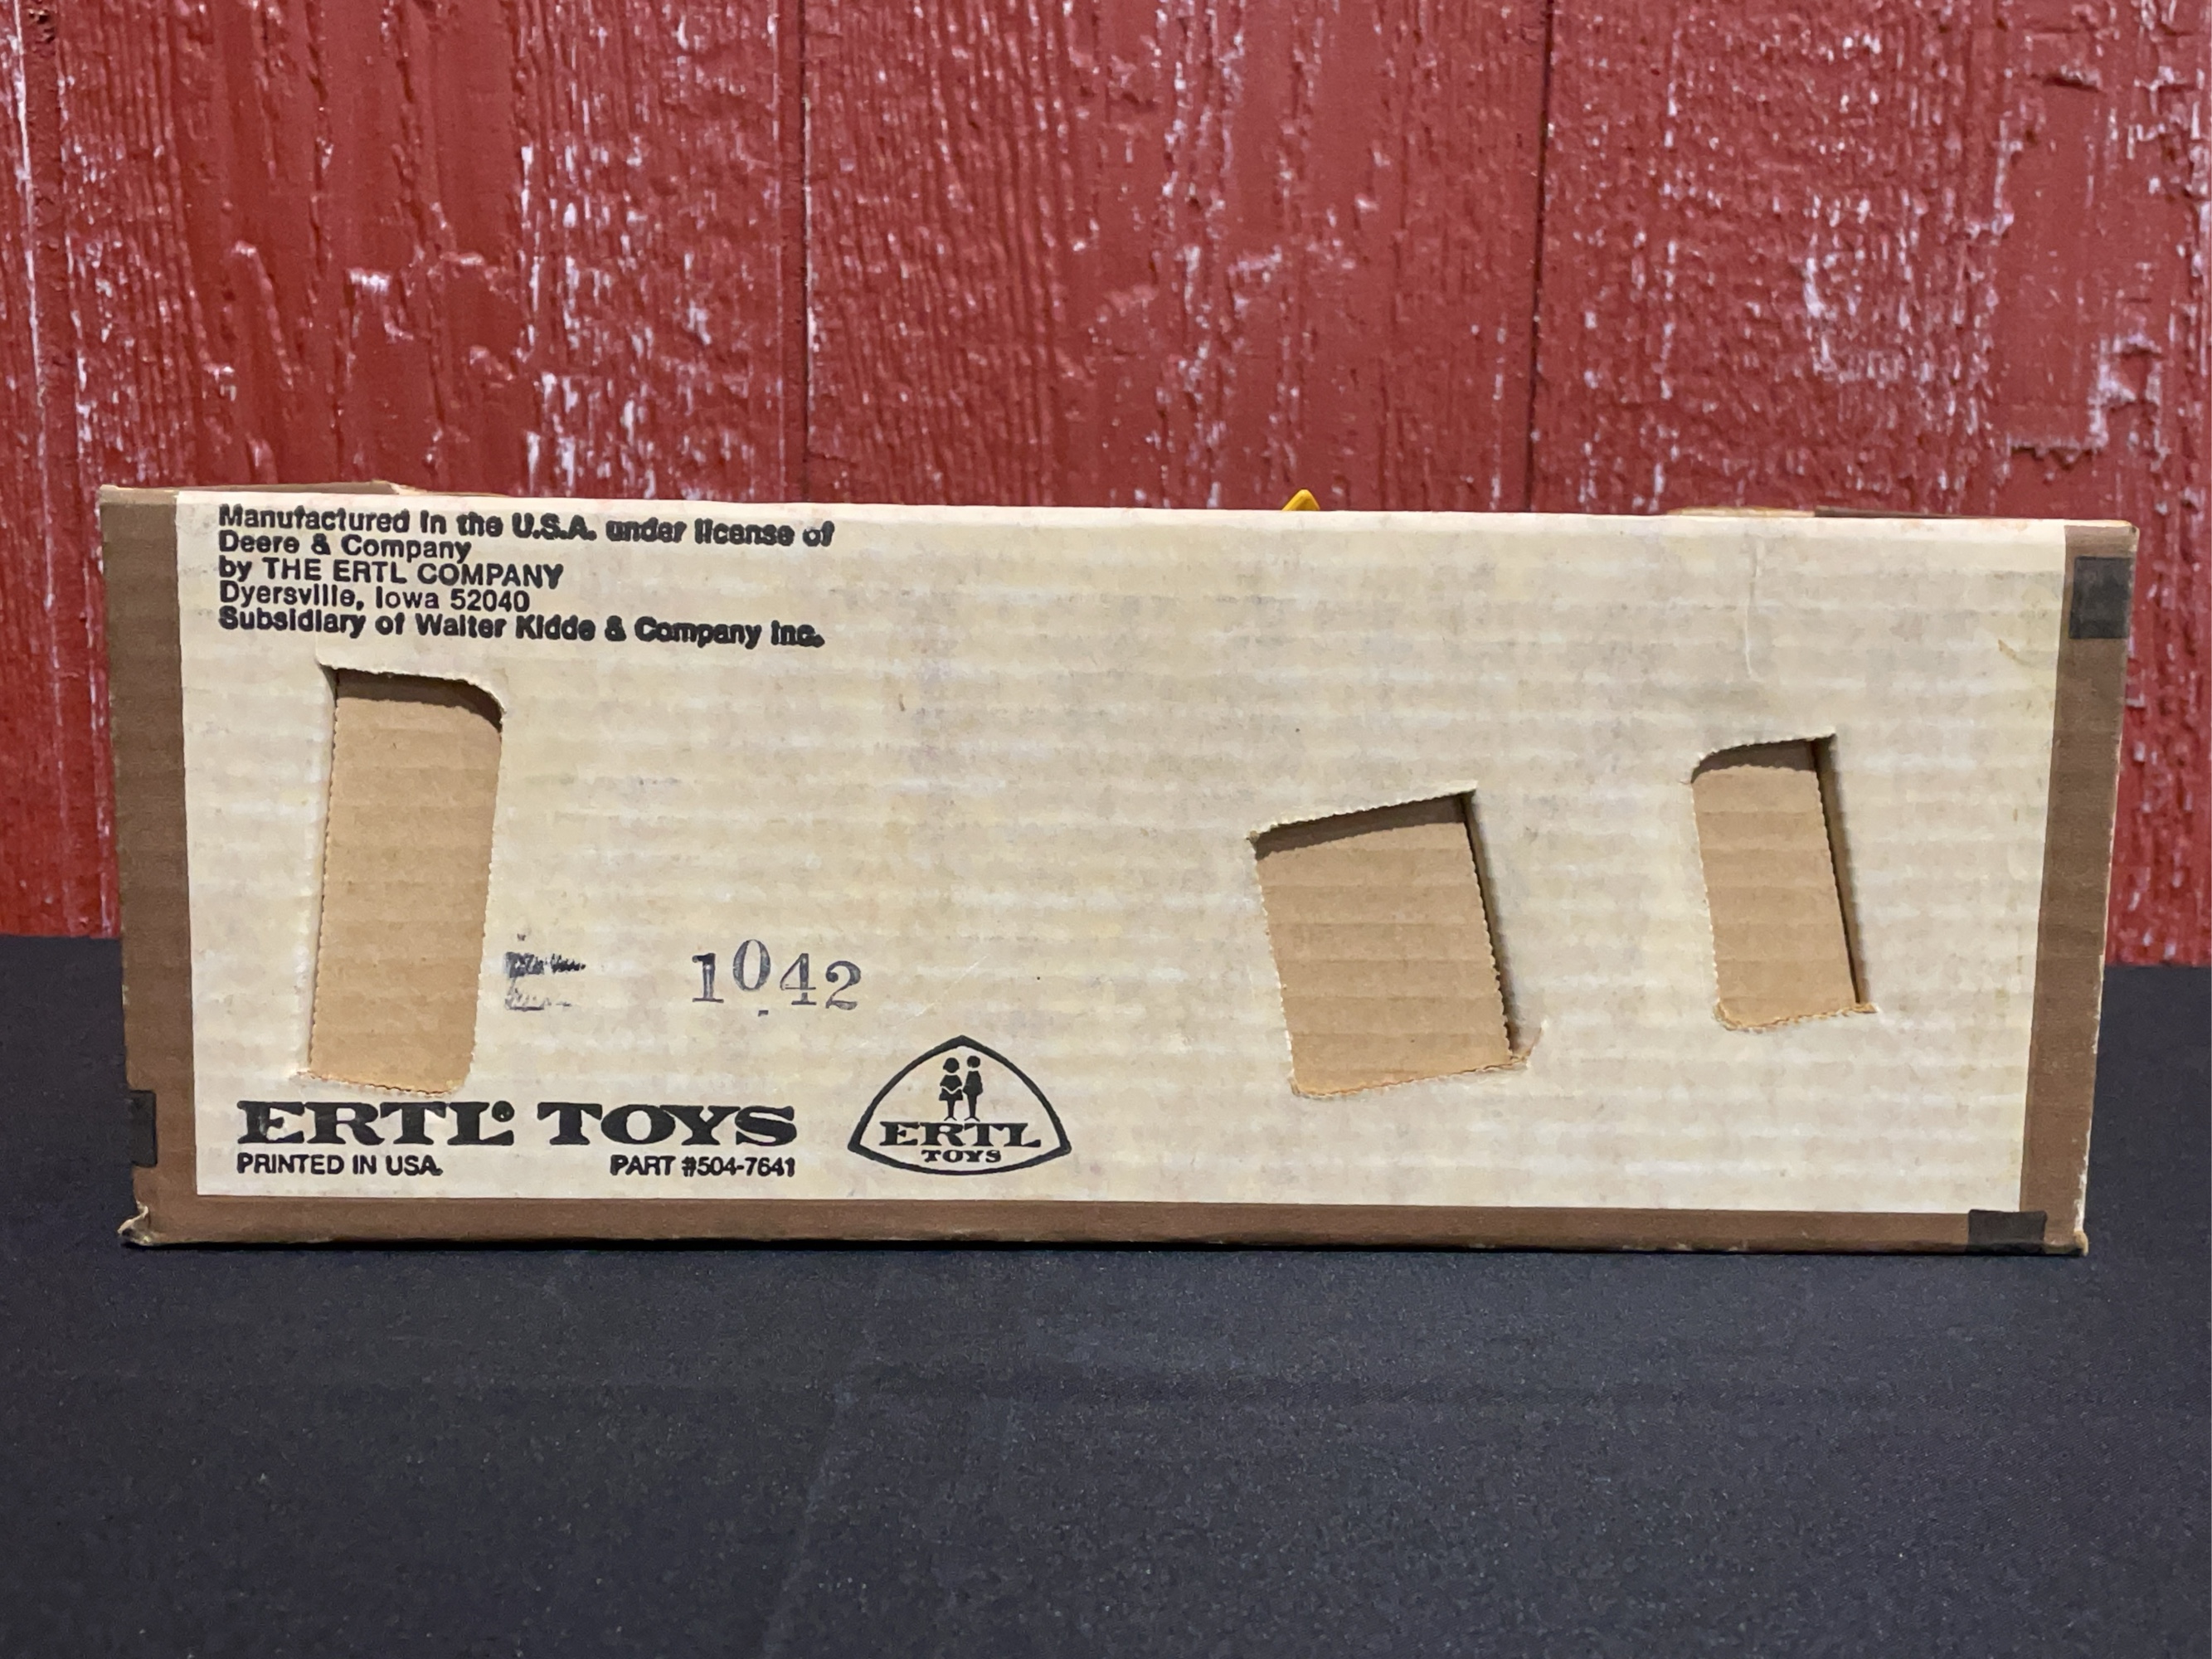 Manufactured in the U.S.A. under license of
Deere & Company
by THE ERTL COMPANY
Dyersville, Iowa 52040
Subsidiary of Walter Kidde & Company Inc.
1042
ERTL® TOYS
PRINTED IN USA
PART #504-7641
ERTL
TOYS